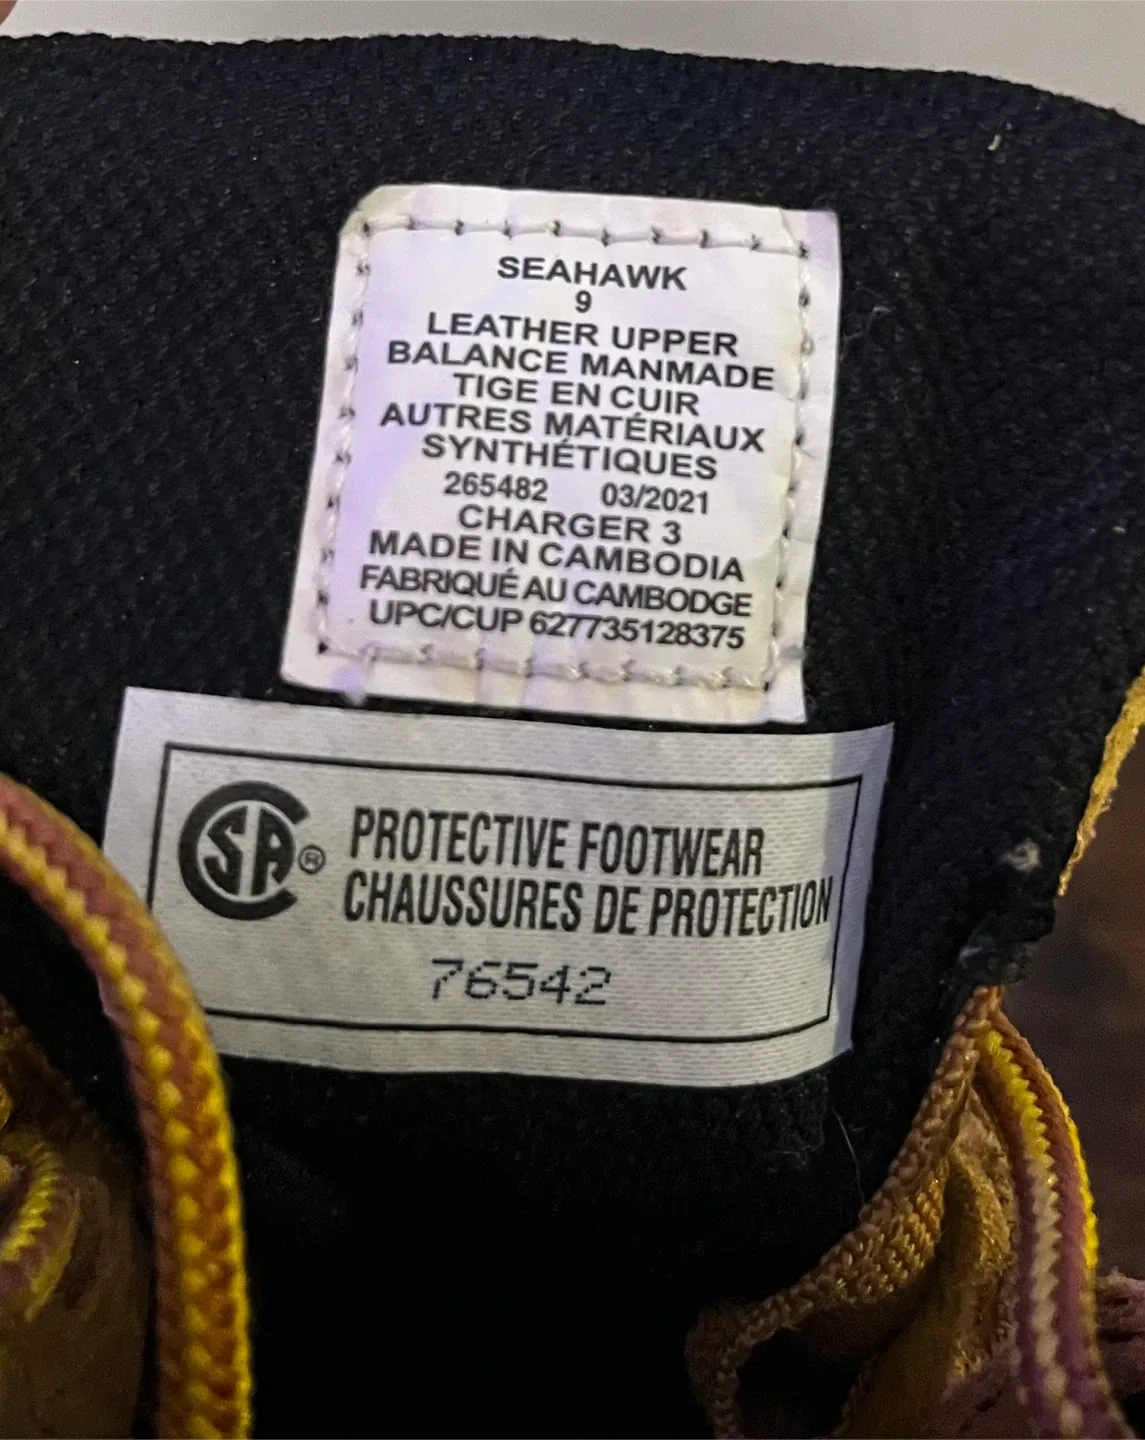 SEAHAWK
9
LEATHER UPPER
BALANCE MANMADE
TIGE EN CUIR
AUTRES MATÉRIAUX
SYNTHÉTIQUES
265482 03/2021
CHARGER 3
MADE IN CAMBODIA
FABRIQUÉ AU CAMBODGE
UPC/CUP 627735128375
CSA® PROTECTIVE FOOTWEAR
CHAUSSURES DE PROTECTION
76542